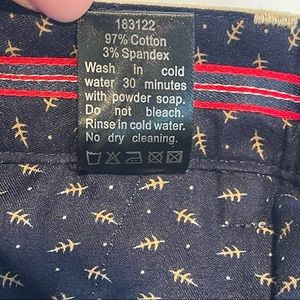 183122
97% Cotton
3% Spandex
Wash in cold
water 30 minutes
with powder soap.
Do not bleach.
Rinse in cold water.
No dry cleaning.